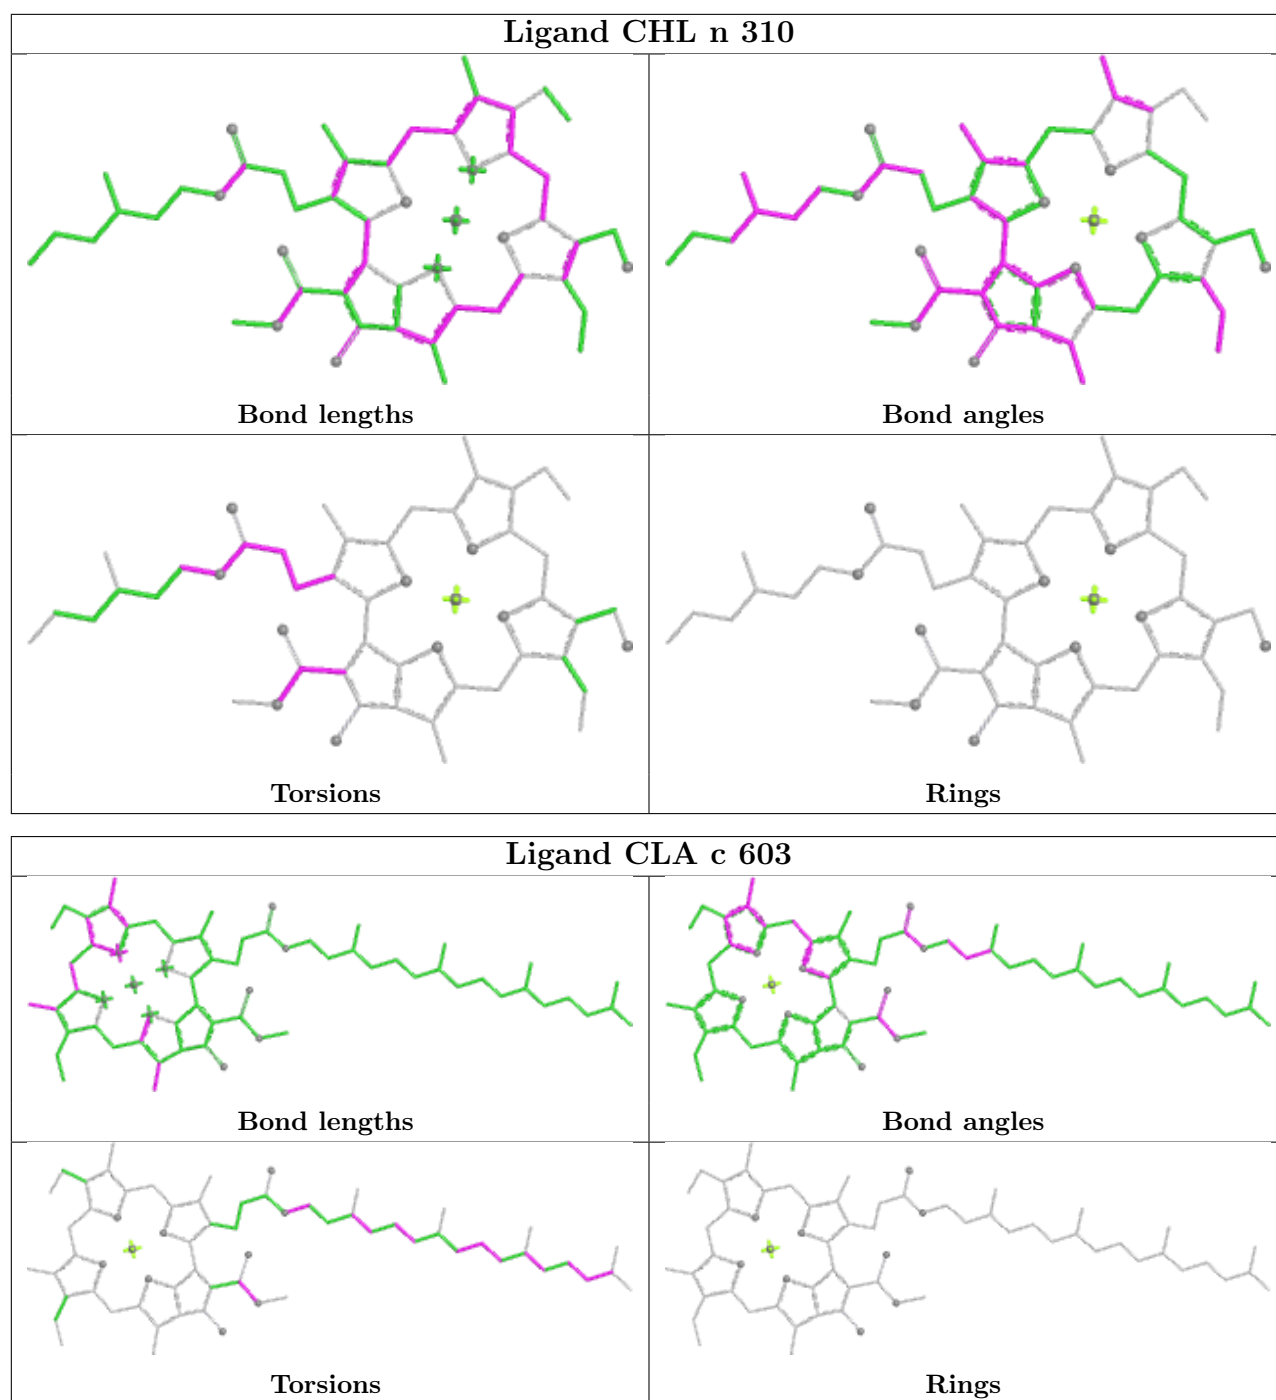 Ligand CHL n 310
Bond lengths
Bond angles
Torsions
Rings
Ligand CLA c 603
Bond lengths
Bond angles
Torsions
Rings